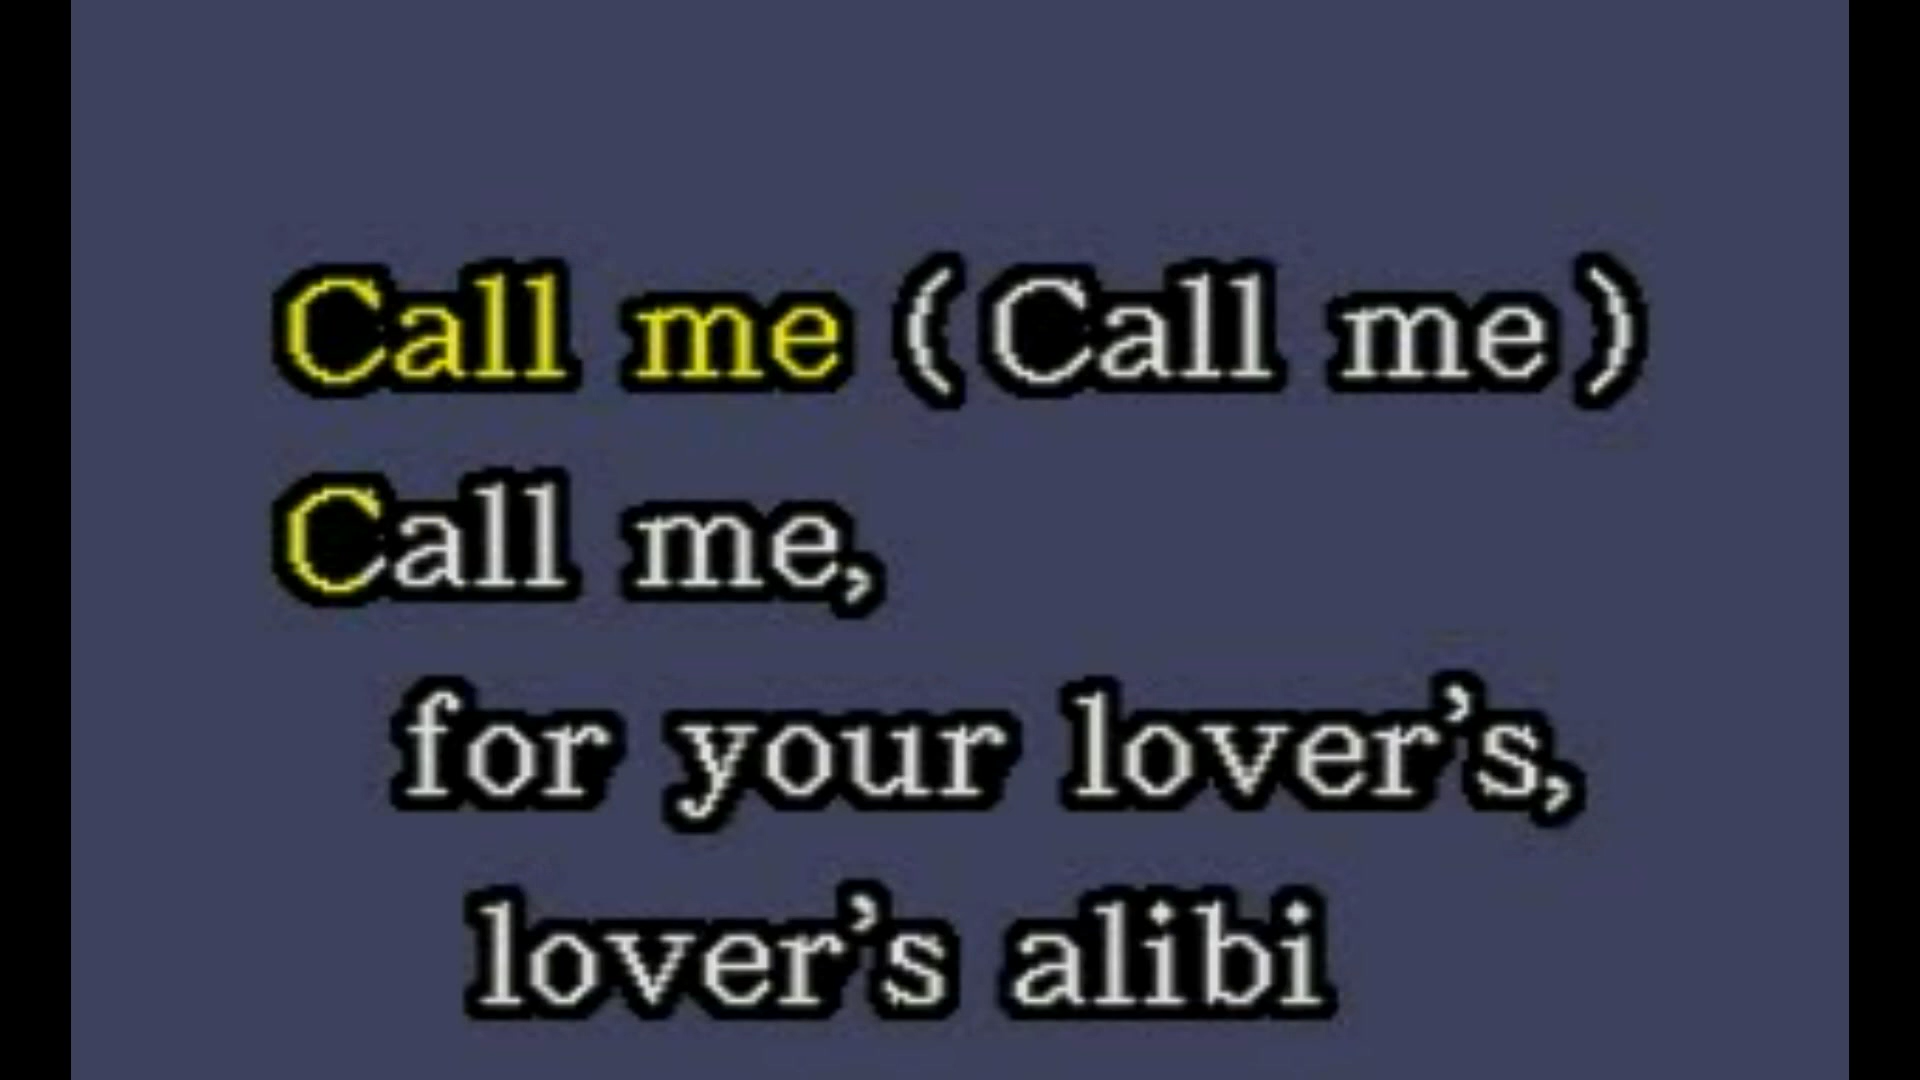 Call me (Call me)
Call me,
for your lover's,
lover's alibi